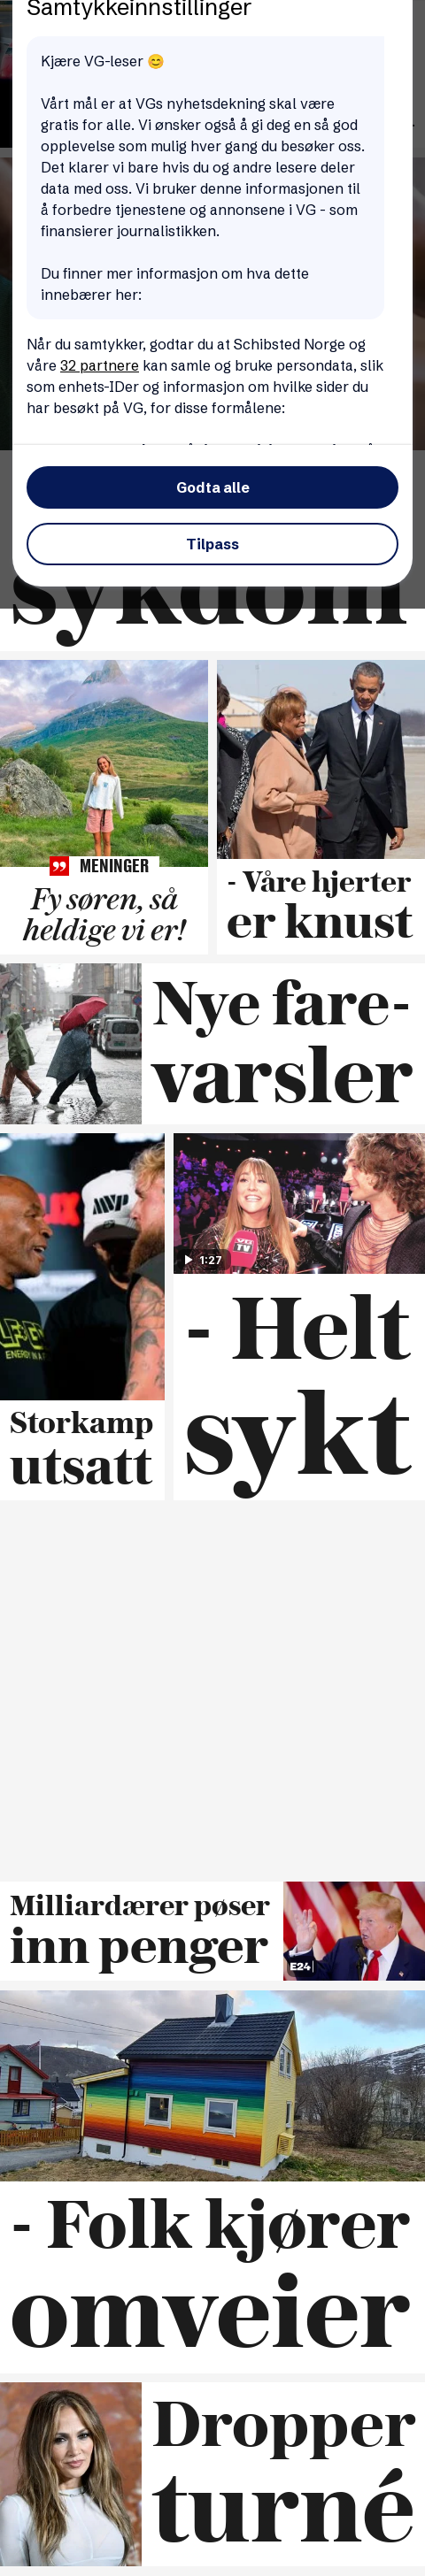 Samtykkeinnstillinger
Kjære VG-leser 😊
Vårt mål er at VGs nyhetsdekning skal være
gratis for alle. Vi ønsker også å gi deg en så god
opplevelse som mulig hver gang du besøker oss.
Det klarer vi bare hvis du og andre lesere deler
data med oss. Vi bruker denne informasjonen til
å forbedre tjenestene og annonsene i VG - som
finansierer journalistikken.
Du finner mer informasjon om hva dette
innebærer her:
Når du samtykker, godtar du at Schibsted Norge og
våre 32 partnere kan samle og bruke persondata, slik
som enhets-IDer og informasjon om hvilke sider du
har besøkt på VG, for disse formålene:
Godta alle
Tilpass
sykdom
MENINGER
Fy søren, så
heldige vi er!
- Våre hjerter
er knust
Nye fare-
varsler
Storkamp
utsatt
VG
TV
1:27
- Helt
sykt
Milliardærer pøser
inn penger
E24
- Folk kjører
omveier
Dropper
turné